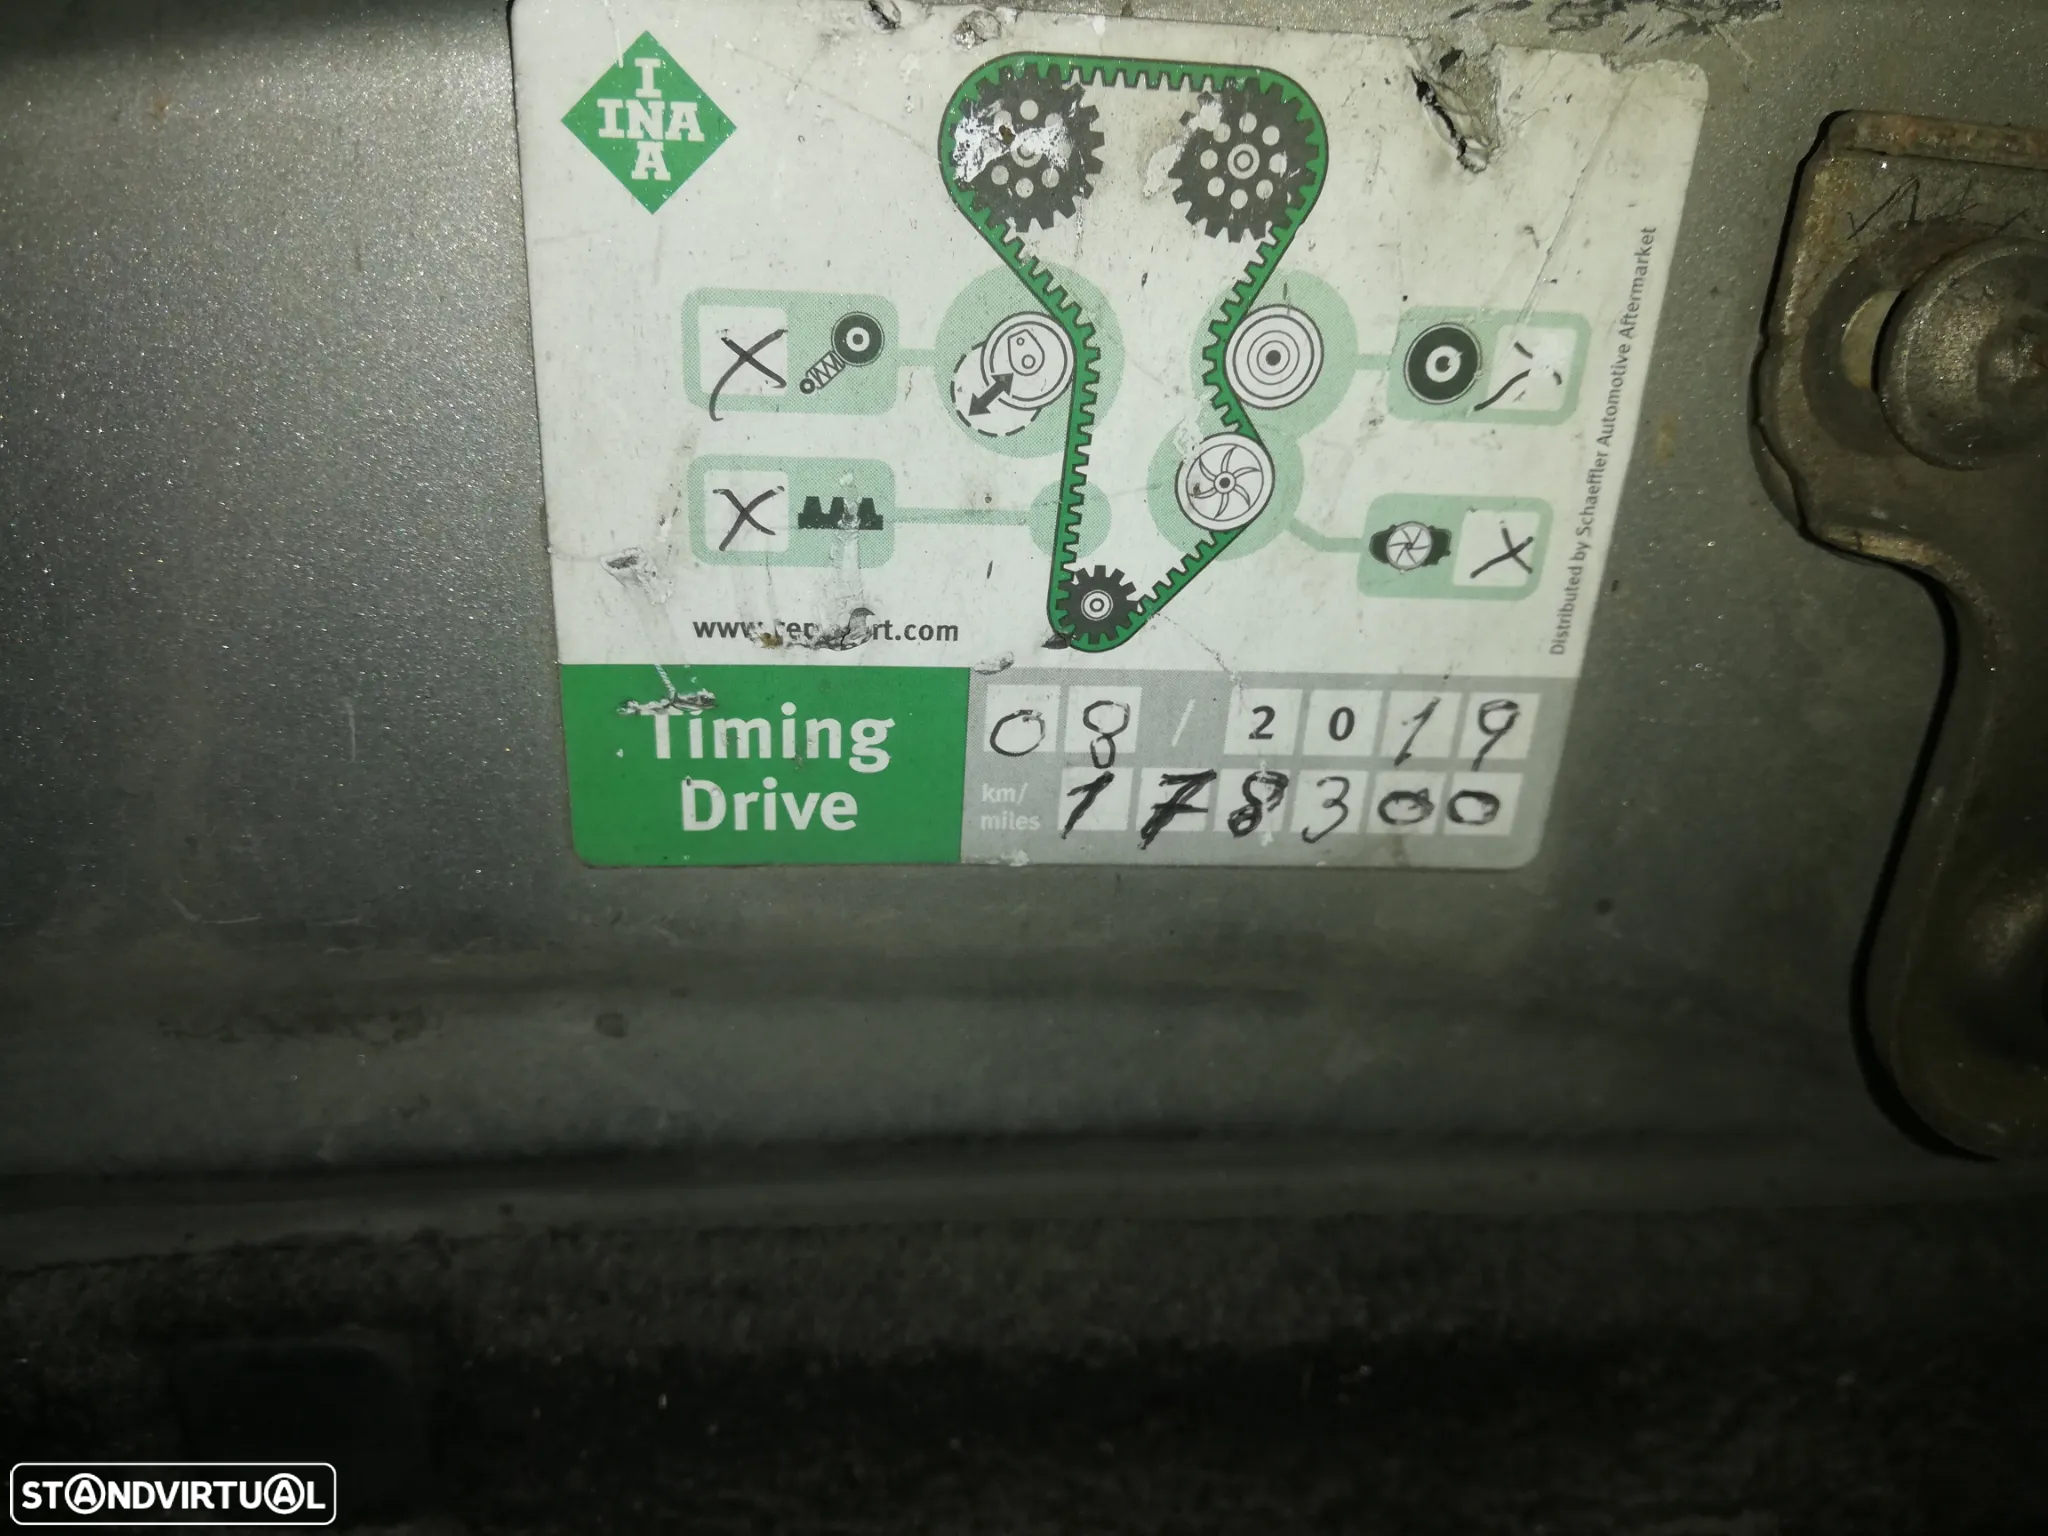 I
INA
A
Distributed by Schaeffler Automotive Aftermarket
Timing
Drive
08 / 2019
km/
miles
178300
STANDVIRTUAL